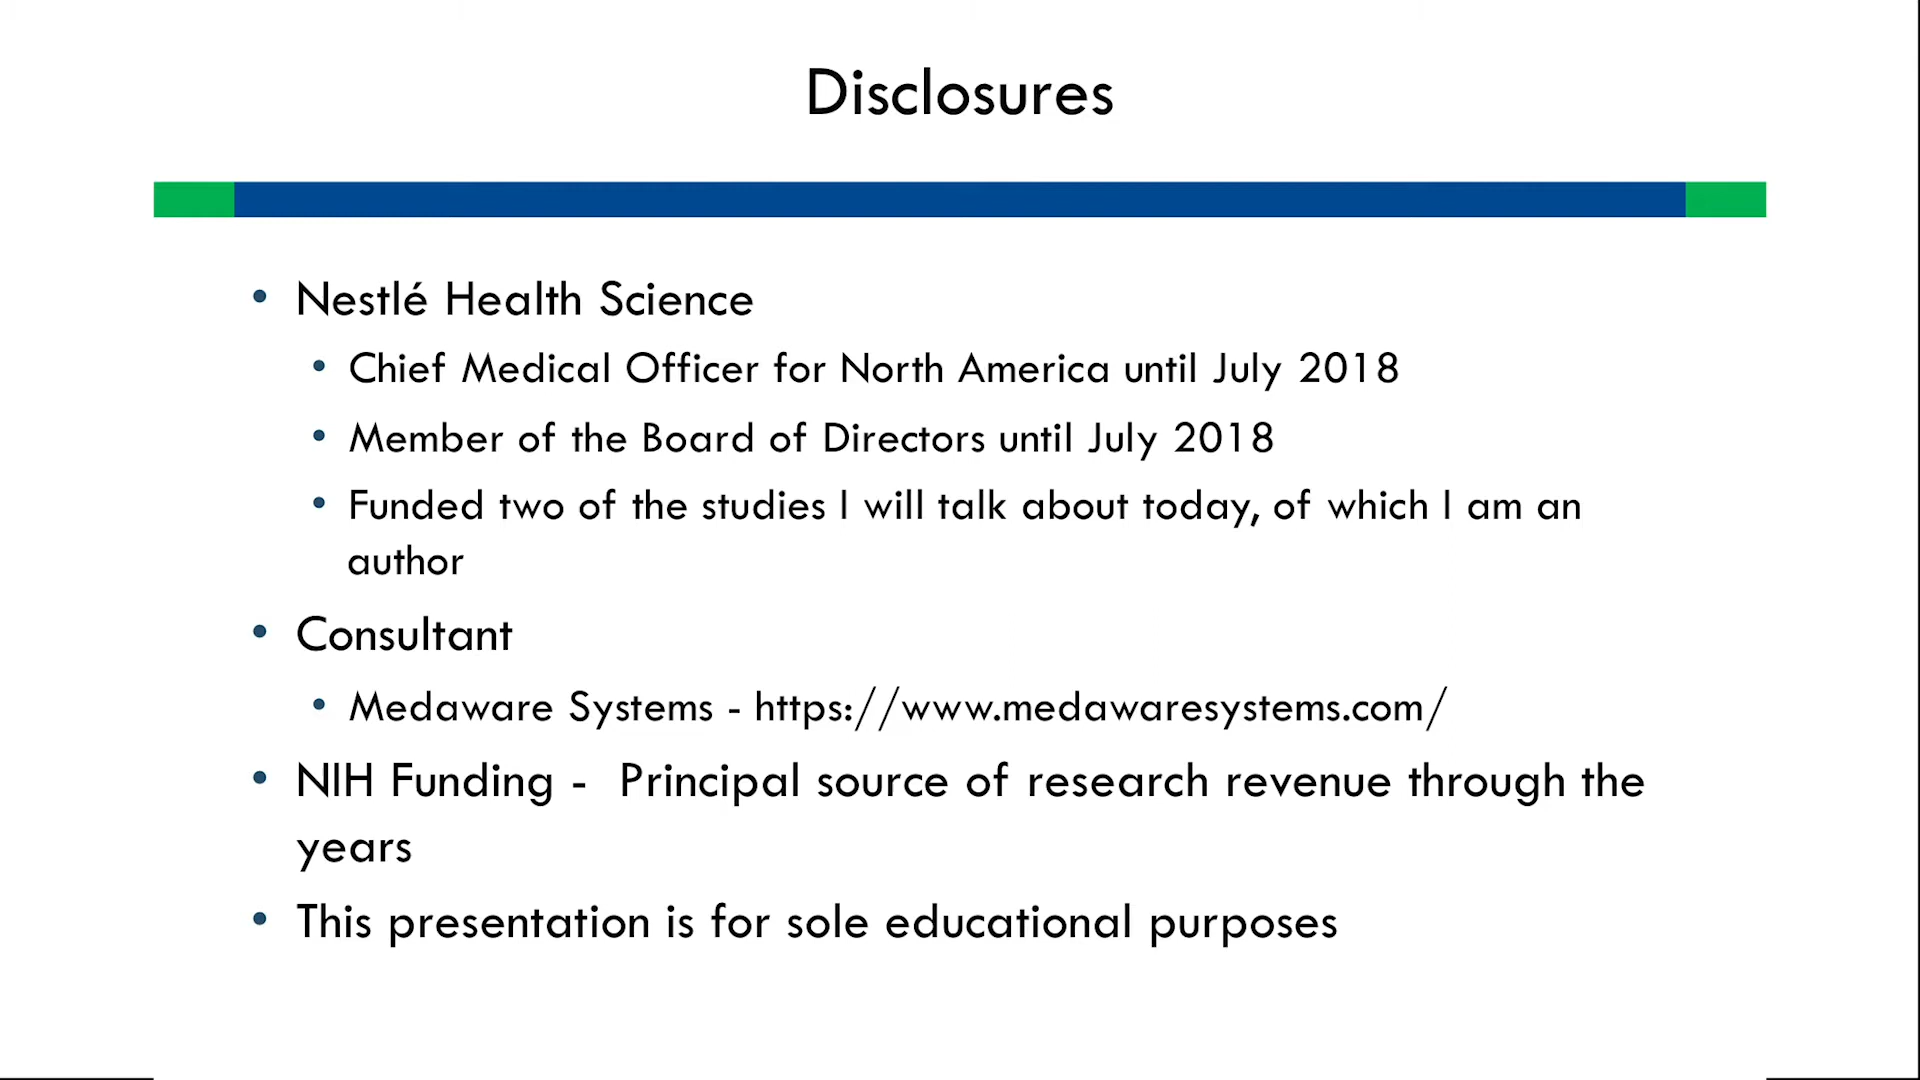 Disclosures
• Nestlé Health Science
• Chief Medical Officer for North America until July 2018
• Member of the Board of Directors until July 2018
• Funded two of the studies I will talk about today, of which I am an
author
• Consultant
• Medaware Systems - https://www.medawaresystems.com/
• NIH Funding -  Principal source of research revenue through the
years
• This presentation is for sole educational purposes